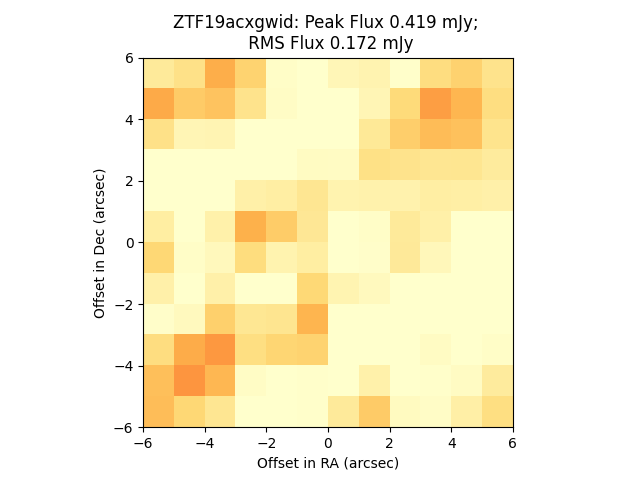 ZTF19acxgwid: Peak Flux 0.419 mJy;
RMS Flux 0.172 mJy
6
4
2
0
−2
−4
−6
Offset in Dec (arcsec)
−6 −4 −2 0 2 4 6
Offset in RA (arcsec)